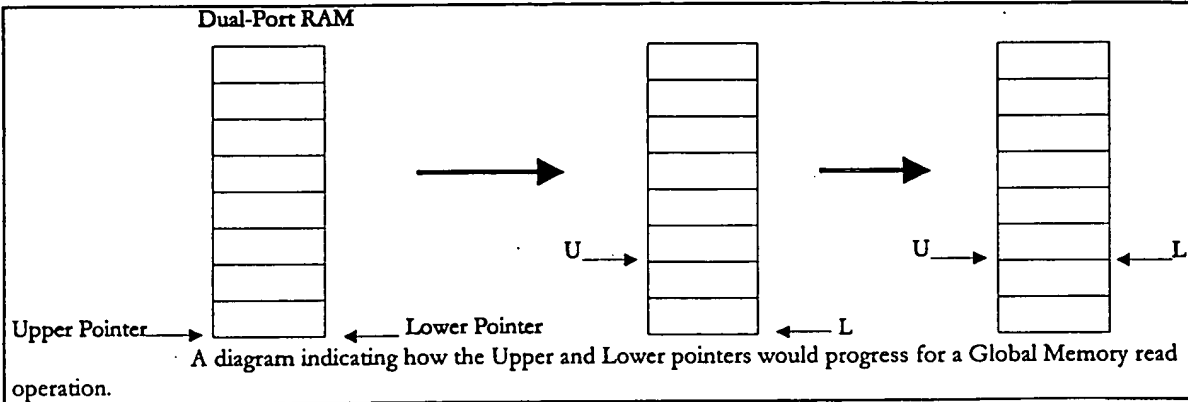 Dual-Port RAM
U
U
L
Upper Pointer
Lower Pointer
L
A diagram indicating how the Upper and Lower pointers would progress for a Global Memory read
operation.